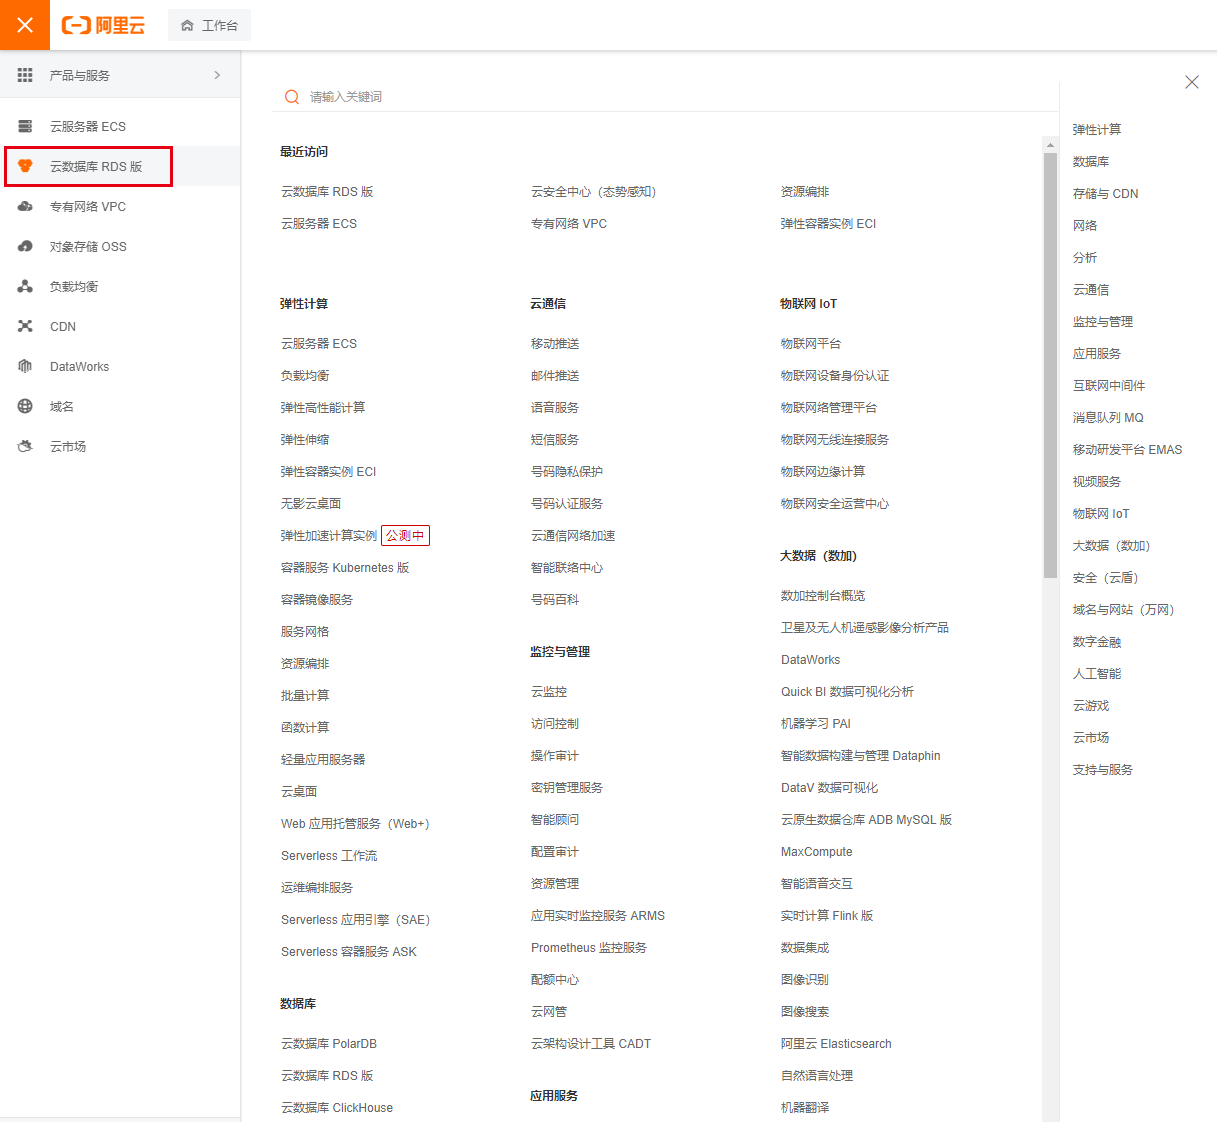 阿里云
工作台
产品与服务
云服务器 ECS
云数据库 RDS 版
专有网络 VPC
对象存储 OSS
负载均衡
CDN
DataWorks
域名
云市场
请输入关键词
最近访问
云数据库 RDS 版
云安全中心（态势感知）
资源编排
云服务器 ECS
专有网络 VPC
弹性容器实例 ECI
弹性计算
云服务器 ECS
负载均衡
弹性高性能计算
弹性伸缩
弹性容器实例 ECI
无影云桌面
弹性加速计算实例 公测中
容器服务 Kubernetes 版
容器镜像服务
服务网格
资源编排
批量计算
函数计算
轻量应用服务器
云桌面
Web 应用托管服务（Web+）
Serverless 工作流
运维编排服务
Serverless 应用引擎（SAE）
Serverless 容器服务 ASK
数据库
云数据库 PolarDB
云数据库 RDS 版
云数据库 ClickHouse
云通信
移动推送
邮件推送
语音服务
短信服务
号码隐私保护
号码认证服务
云通信网络加速
智能联络中心
号码百科
监控与管理
云监控
访问控制
操作审计
密钥管理服务
智能顾问
配置审计
资源管理
应用实时监控服务 ARMS
Prometheus 监控服务
配额中心
云网管
云架构设计工具 CADT
应用服务
物联网 IoT
物联网平台
物联网设备身份认证
物联网络管理平台
物联网无线连接服务
物联网边缘计算
物联网安全运营中心
大数据（数加）
数加控制台概览
卫星及无人机遥感影像分析产品
DataWorks
Quick BI 数据可视化分析
机器学习 PAI
智能数据构建与管理 Dataphin
DataV 数据可视化
云原生数据仓库 ADB MySQL 版
MaxCompute
智能语音交互
实时计算 Flink 版
数据集成
图像识别
图像搜索
阿里云 Elasticsearch
自然语言处理
机器翻译
弹性计算
数据库
存储与 CDN
网络
分析
云通信
监控与管理
应用服务
互联网中间件
消息队列 MQ
移动研发平台 EMAS
视频服务
物联网 IoT
大数据（数加）
安全（云盾）
域名与网站（万网）
数字金融
人工智能
云游戏
云市场
支持与服务